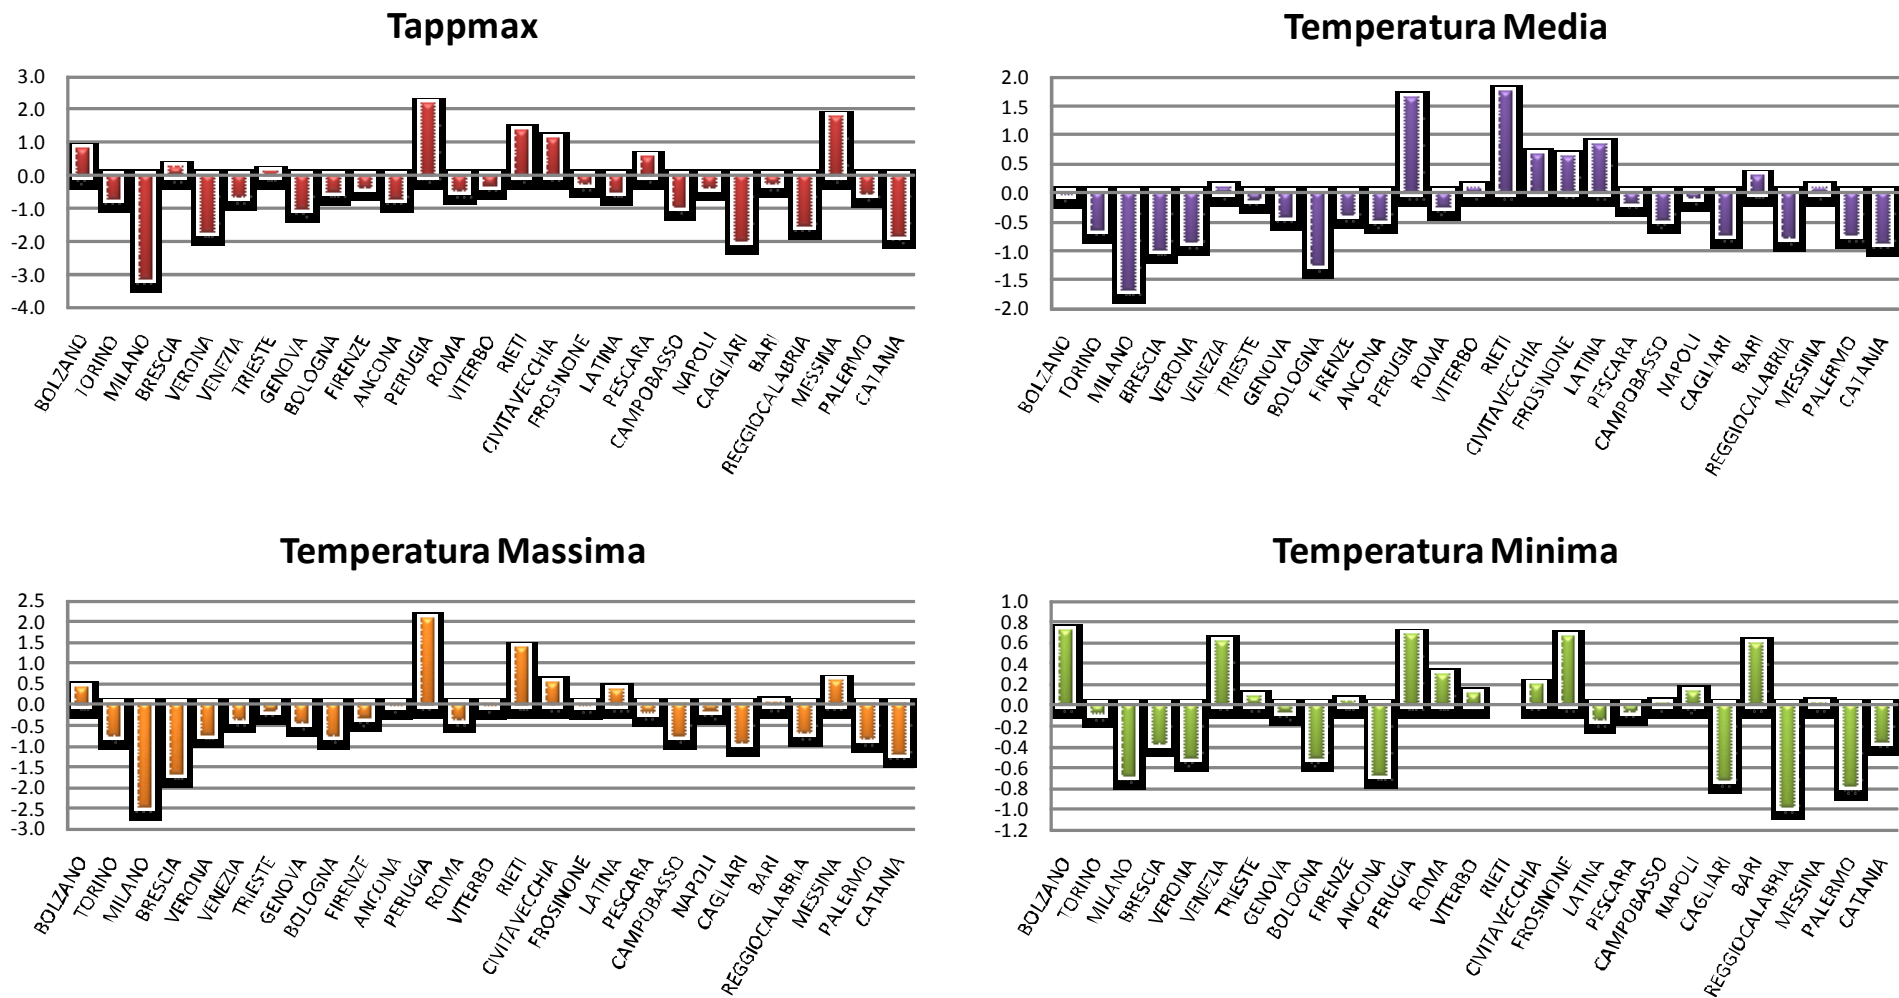 Tappmax
3.0
2.0
1.0
0.0
-1.0
-2.0
-3.0
-4.0
BOLZANO
TORINO
MILANO
BRESCIA
VERONA
VENEZIA
TRIESTE
GENOVA
BOLOGNA
FIRENZE
ANCONA
PERUGIA
ROMA
VITERBO
RIETI
CIVITAVECCHIA
FROSINONE
LATINA
PESCARA
CAMPOBASSO
NAPOLI
CAGLIARI
BARI
REGGIOCALABRIA
MESSINA
PALERMO
CATANIA
Temperatura Media
2.0
1.5
1.0
0.5
0.0
-0.5
-1.0
-1.5
-2.0
BOLZANO
TORINO
MILANO
BRESCIA
VERONA
VENEZIA
TRIESTE
GENOVA
BOLOGNA
FIRENZE
ANCONA
PERUGIA
ROMA
VITERBO
RIETI
CIVITAVECCHIA
FROSINONE
LATINA
PESCARA
CAMPOBASSO
NAPOLI
CAGLIARI
BARI
REGGIOCALABRIA
MESSINA
PALERMO
CATANIA
Temperatura Massima
2.5
2.0
1.5
1.0
0.5
0.0
-0.5
-1.0
-1.5
-2.0
-2.5
-3.0
BOLZANO
TORINO
MILANO
BRESCIA
VERONA
VENEZIA
TRIESTE
GENOVA
BOLOGNA
FIRENZE
ANCONA
PERUGIA
ROMA
VITERBO
RIETI
CIVITAVECCHIA
FROSINONE
LATINA
PESCARA
CAMPOBASSO
NAPOLI
CAGLIARI
BARI
REGGIOCALABRIA
MESSINA
PALERMO
CATANIA
Temperatura Minima
1.0
0.8
0.6
0.4
0.2
0.0
-0.2
-0.4
-0.6
-0.8
-1.0
-1.2
BOLZANO
TORINO
MILANO
BRESCIA
VERONA
VENEZIA
TRIESTE
GENOVA
BOLOGNA
FIRENZE
ANCONA
PERUGIA
ROMA
VITERBO
RIETI
CIVITAVECCHIA
FROSINONE
LATINA
PESCARA
CAMPOBASSO
NAPOLI
CAGLIARI
BARI
REGGIOCALABRIA
MESSINA
PALERMO
CATANIA